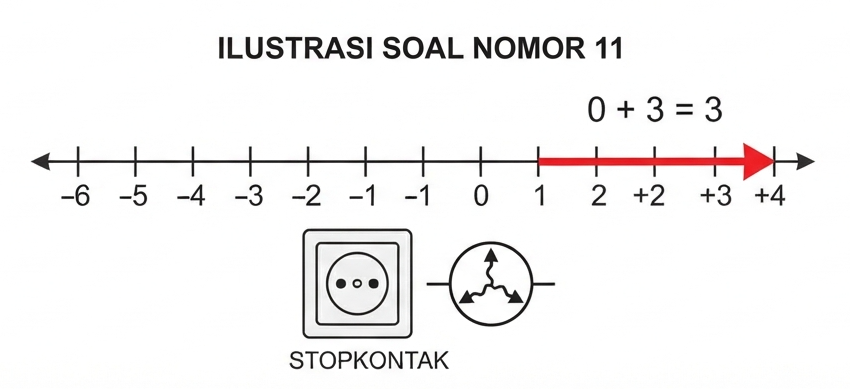 ILUSTRASI SOAL NOMOR 11
0 + 3 = 3
–6 –5 –4 –3 –2 –1 –1 0 1 2 +2 +3 +4
STOPKONTAK